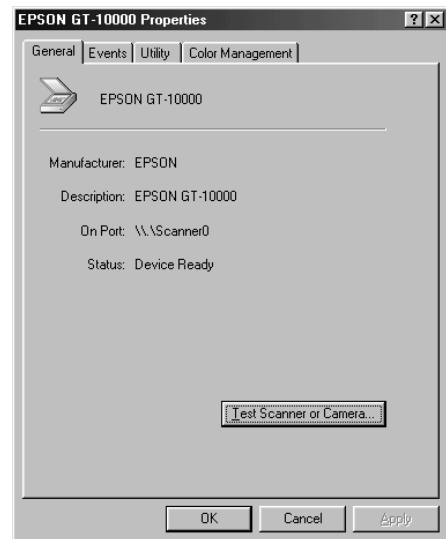 EPSON GT-10000 Properties ? X
General Events Utility Color Management
EPSON GT-10000
Manufacturer: EPSON
Description: EPSON GT-10000
On Port: \\.\Scanner0
Status: Device Ready
Test Scanner or Camera...
OK Cancel Apply